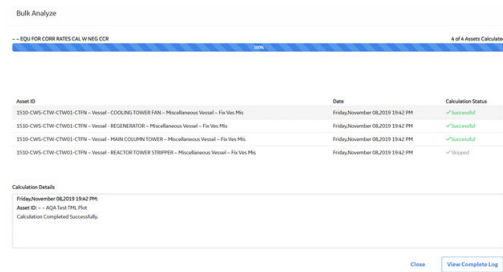 Bulk Analyze
~ ~ EQU FOR CORR RATES CAL W NEG CCR 4 of 4 Assets Calculate
100%
Asset ID Date Calculation Status
1510-CWS-CTW-CTW01-CTFN ~ Vessel - COOLING TOWER FAN ~ Miscellaneous Vessel ~ Fix Ves Mis Friday,November 08,2019 19:42 PM ✓Successful
1510-CWS-CTW-CTW01-CTFN ~ Vessel - REGENERATOR ~ Miscellaneous Vessel ~ Fix Ves Mis Friday,November 08,2019 19:42 PM ✓Successful
1510-CWS-CTW-CTW01-CTFN ~ Vessel - MAIN COLUMN TOWER ~ Miscellaneous Vessel ~ Fix Ves Mis Friday,November 08,2019 19:42 PM ✓Successful
1510-CWS-CTW-CTW01-CTFN ~ Vessel - REACTOR TOWER STRIPPER ~ Miscellaneous Vessel ~ Fix Ves Mis Friday,November 08,2019 19:42 PM ✓Skipped
Calculation Details
Friday,November 08,2019 19:42 PM:
Asset ID: ~ ~ AQA Test TML Plot
Calculation Completed Successfully.
Close View Complete Log